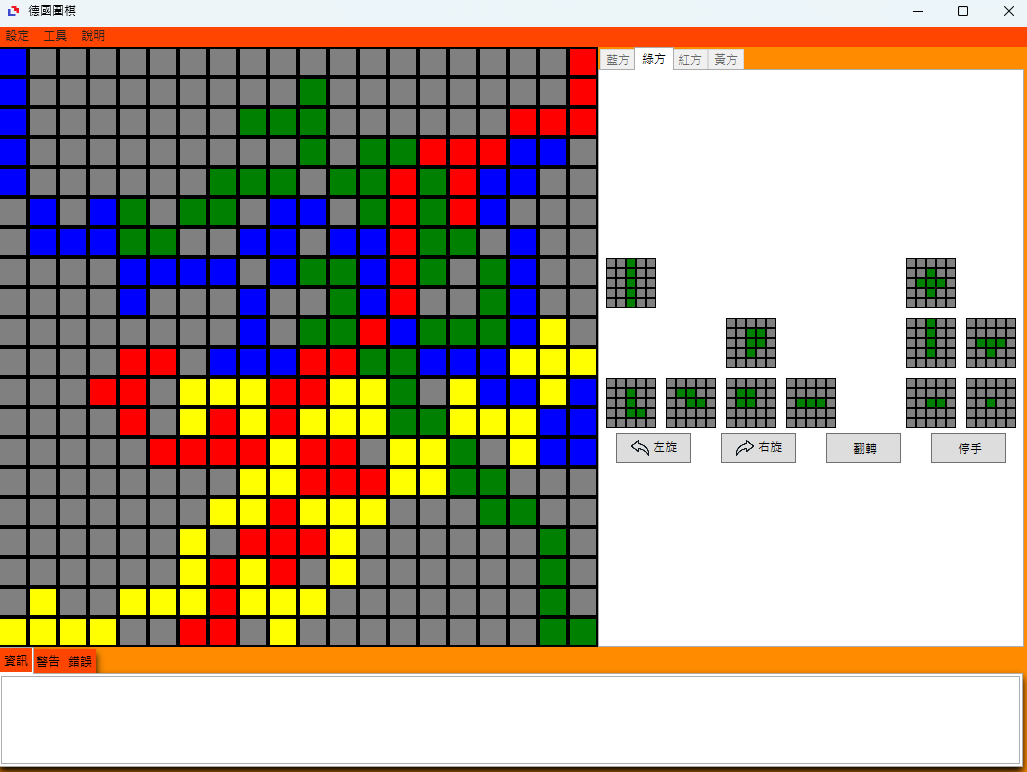 德國圍棋
設定 工具 說明
藍方 綠方 紅方 黃方
左旋 右旋 翻轉 停手
資訊 警告 錯誤